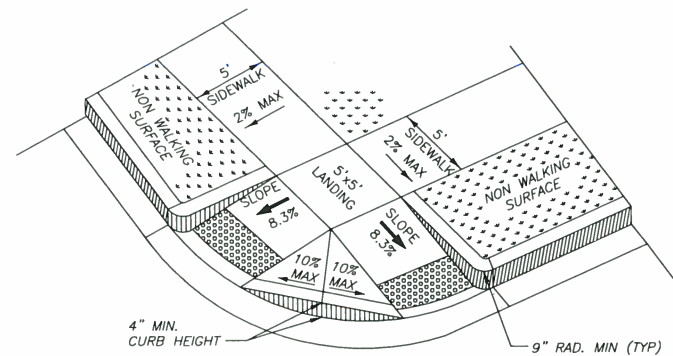 5'
SIDEWALK
2% MAX
NON WALKING
SURFACE
5'
SIDEWALK
2% MAX
5'x5'
LANDING
NON WALKING
SURFACE
SLOPE
8.3%
SLOPE
8.3%
10%
MAX
10%
MAX
4" MIN.
CURB HEIGHT
9" RAD. MIN (TYP)